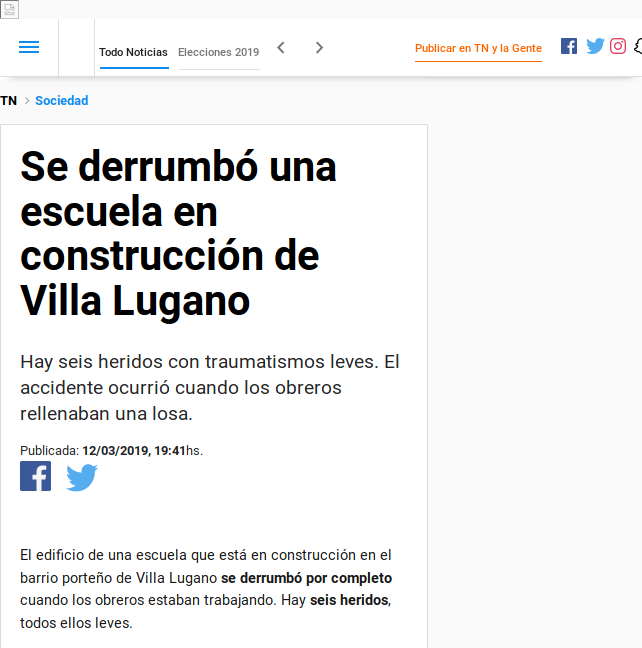 Todo Noticias Elecciones 2019 Publicar en TN y la Gente
TN Sociedad
Se derrumbó una
escuela en
construcción de
Villa Lugano
Hay seis heridos con traumatismos leves. El
accidente ocurrió cuando los obreros
rellenaban una losa.
Publicada: 12/03/2019, 19:41hs.
El edificio de una escuela que está en construcción en el
barrio porteño de Villa Lugano se derrumbó por completo
cuando los obreros estaban trabajando. Hay seis heridos,
todos ellos leves.